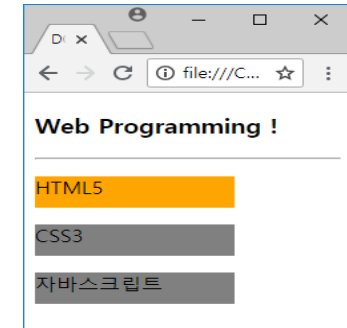 D
file:///C...
Web Programming !
HTML5
CSS3
자바스크립트